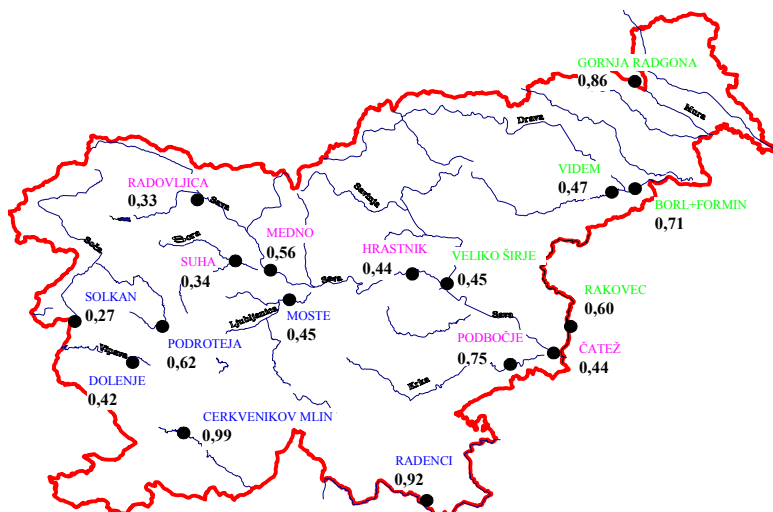 GORNJA RADGONA
0,86
Mura
Drava
VIDEM
0,47
BORL+FORMIN
0,71
RADOVLJICA
0,33
Sava
Savinja
Sora
MEDNO
0,56
HRASTNIK
0,44
VELIKO ŠIRJE
0,45
Soča
SUHA
0,34
Sava
SOLKAN
0,27
Ljubljanica
MOSTE
0,45
Sava
RAKOVEC
0,60
PODROTEJA
0,62
Vipava
PODBOČJE
0,75
ČATEŽ
0,44
DOLENJE
0,42
Krka
CERKVENIKOV MLIN
0,99
RADENCI
0,92